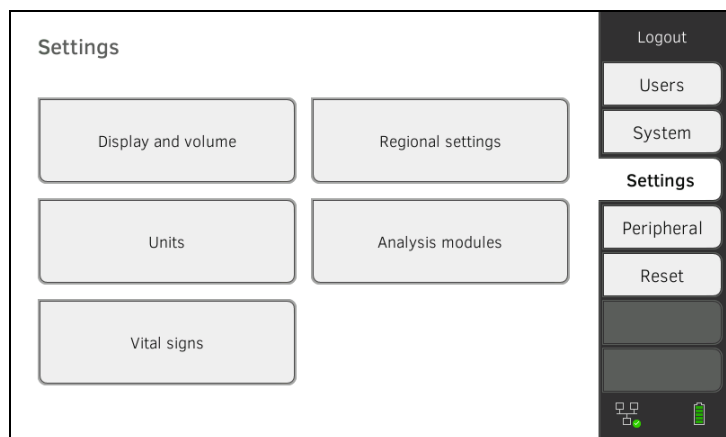 Settings
Display and volume
Regional settings
Units
Analysis modules
Vital signs
Logout
Users
System
Settings
Peripheral
Reset